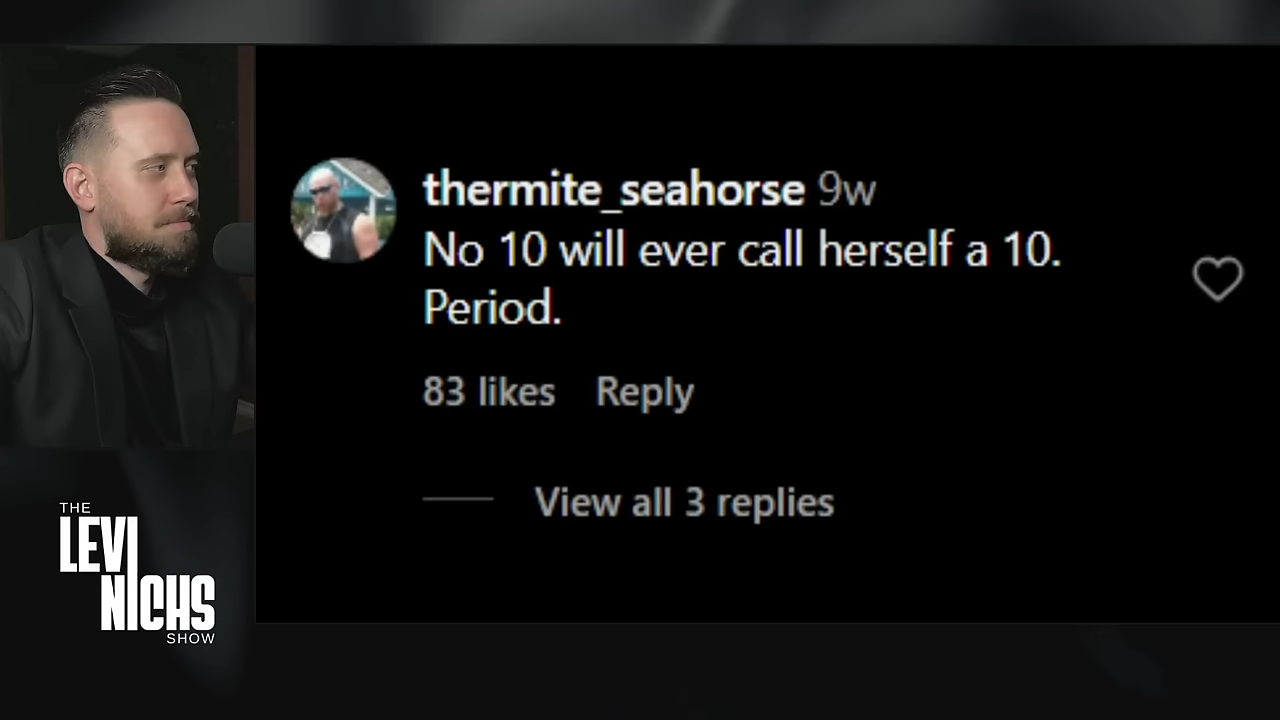 thermite_seahorse 9w
No 10 will ever call herself a 10.
Period.
83 likes Reply
View all 3 replies
THE
LEVI
NICHS
SHOW